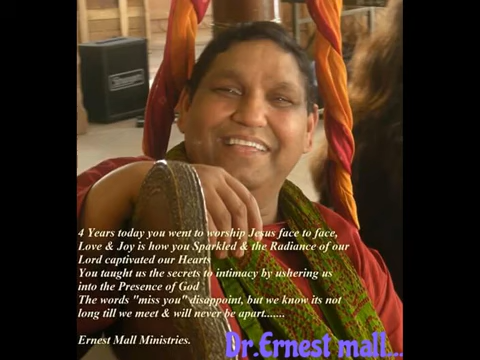 4 Years today you went to worship Jesus face to face,
Love & Joy is how you Sparkled & the Radiance of our
Lord captivated our Hearts
You taught us the secrets to intimacy by ushering us
into the Presence of God
The words "miss you" disappoint, but we know its not
long till we meet & will never be apart.......
Ernest Mall Ministries.
Dr.Ernest mall...